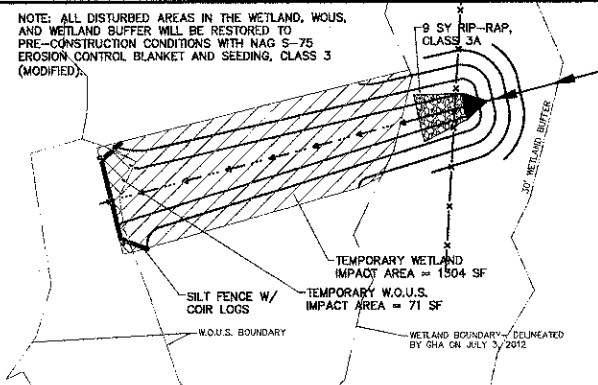 NOTE: ALL DISTURBED AREAS IN THE WETLAND, WOUS,
AND WETLAND BUFFER WILL BE RESTORED TO
PRE-CONSTRUCTION CONDITIONS WITH NAG S-75
EROSION CONTROL BLANKET AND SEEDING, CLASS 3
(MODIFIED).
9 SY RIP-RAP,
CLASS 3A
30' WETLAND BUFFER
TEMPORARY WETLAND
IMPACT AREA = 1304 SF
SILT FENCE W/
COIR LOGS
TEMPORARY W.O.U.S.
IMPACT AREA = 71 SF
W.O.U.S. BOUNDARY
WETLAND BOUNDARY DELINEATED
BY GHA ON JULY 3, 2012